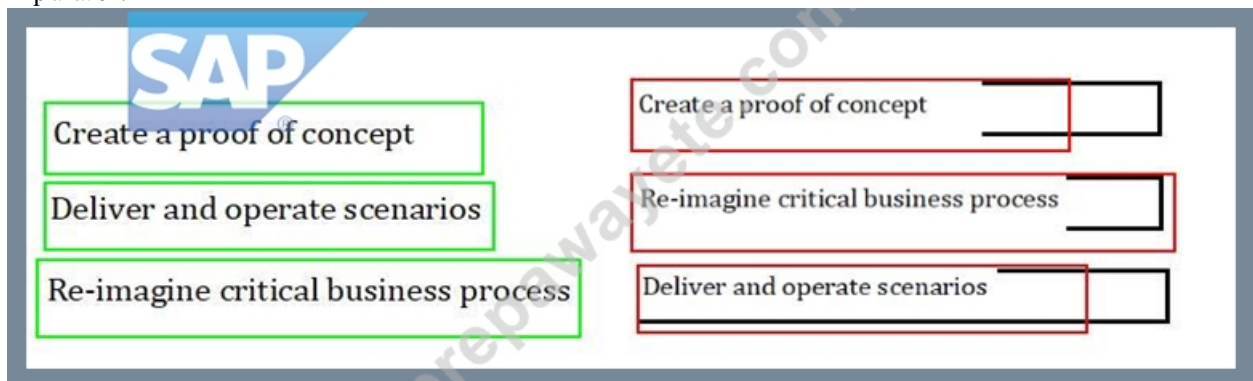 SAP
®
Create a proof of concept
Deliver and operate scenarios
Re-imagine critical business process
Create a proof of concept
Re-imagine critical business process
Deliver and operate scenarios